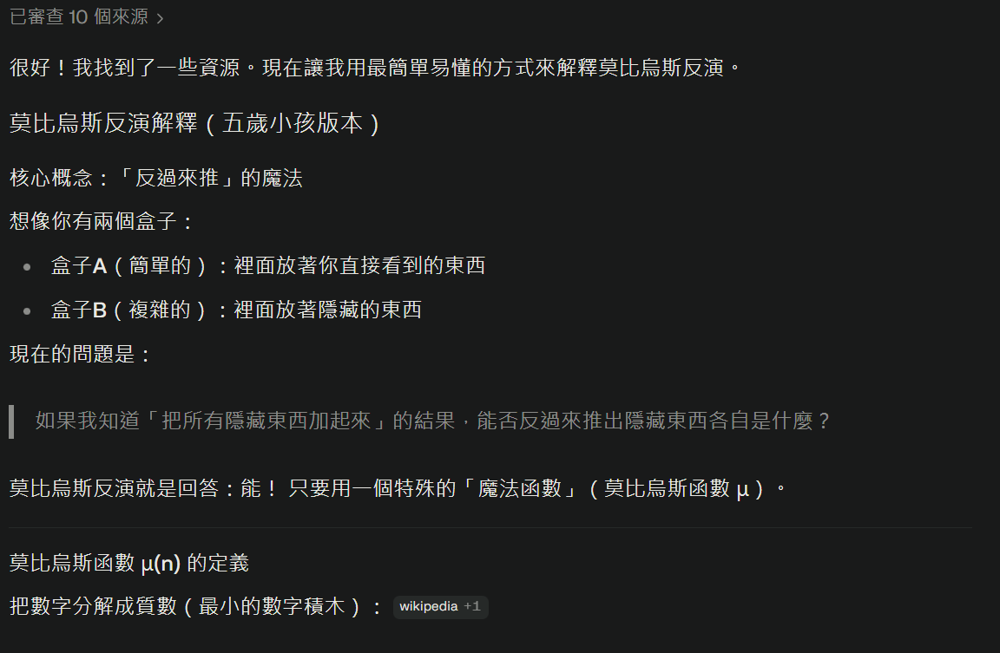 已審查 10 個來源 >
很好！我找到了一些資源。現在讓我用最簡單易懂的方式來解釋莫比烏斯反演。
莫比烏斯反演解釋（五歲小孩版本）
核心概念：「反過來推」的魔法
想像你有兩個盒子：
• 盒子A（簡單的）：裡面放著你直接看到的東西
• 盒子B（複雜的）：裡面放著隱藏的東西
現在的問題是：
如果我知道「把所有隱藏東西加起來」的結果，能否反過來推出隱藏東西各自是什麼？
莫比烏斯反演就是回答：能！ 只要用一個特殊的「魔法函數」（莫比烏斯函數 μ）。
莫比烏斯函數 μ(n) 的定義
把數字分解成質數（最小的數字積木）： wikipedia +1